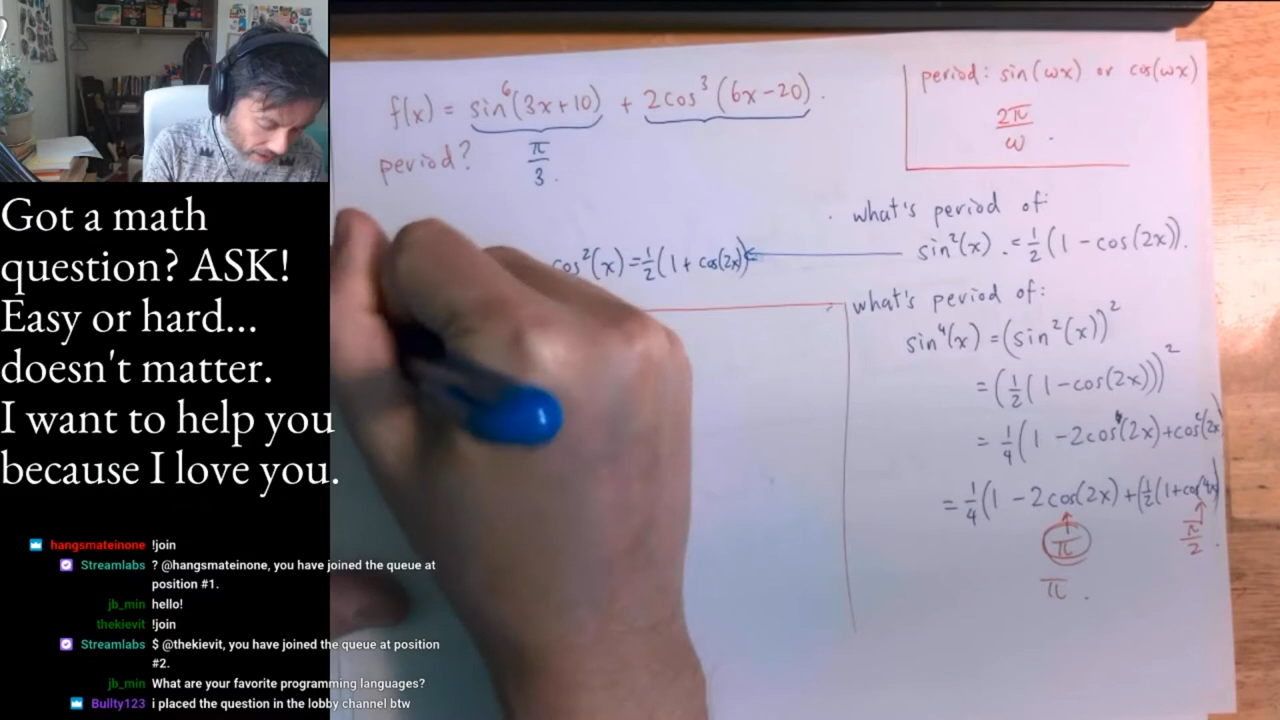 f(x) = sin⁶(3x+10) + 2cos³(6x-20).
period?
π/3.
period: sin(ωx) or cos(ωx)
2π/ω.
cos²(x)=½(1+cos(2x))
what's period of:
sin²(x). =½(1-cos(2x)).
what's period of:
sin⁴(x) =(sin²(x))²
=(½(1-cos(2x)))²
=¼(1-2cos(2x)+cos²(2x)
=¼(1-2cos(2x)+(½(1+cos(4x)
π
π/2.
π.
Got a math
question? ASK!
Easy or hard...
doesn't matter.
I want to help you
because I love you.
hangsmateinone !join
Streamlabs ? @hangsmateinone, you have joined the queue at
position #1.
jb_min hello!
thekievit !join
Streamlabs $ @thekievit, you have joined the queue at position
#2.
jb_min What are your favorite programming languages?
Bullty123 i placed the question in the lobby channel btw